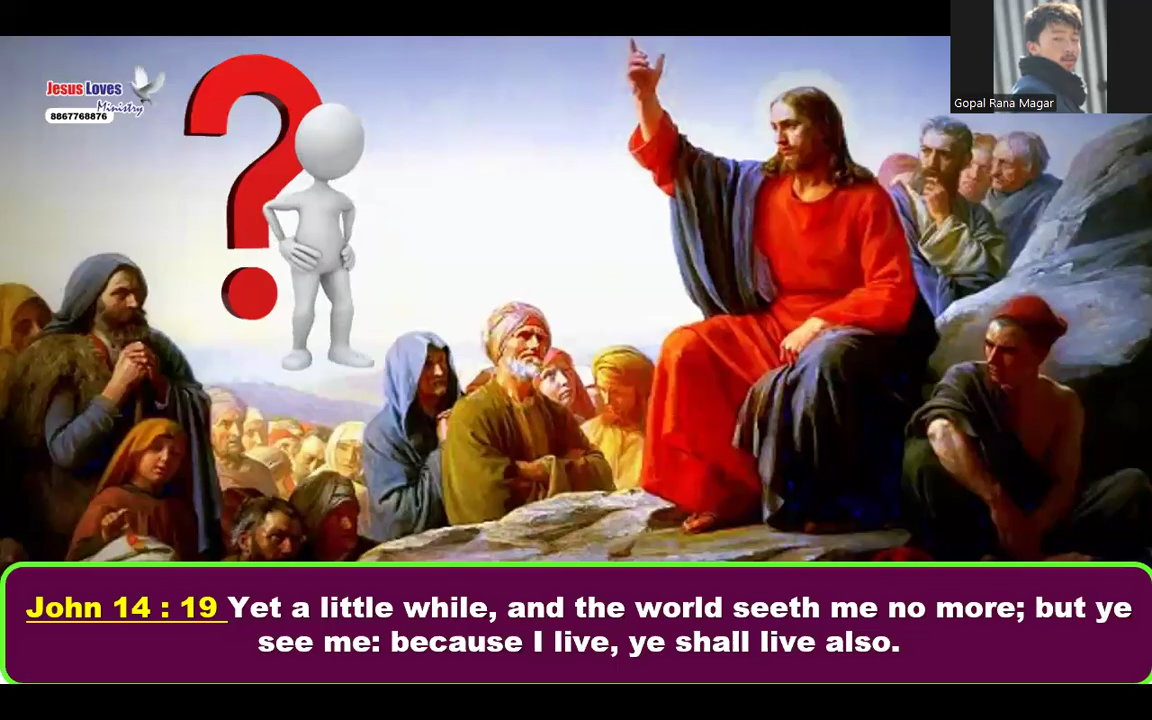 Jesus Loves
Ministry
8867768876
Gopal Rana Magar
John 14 : 19 Yet a little while, and the world seeth me no more; but ye
see me: because I live, ye shall live also.